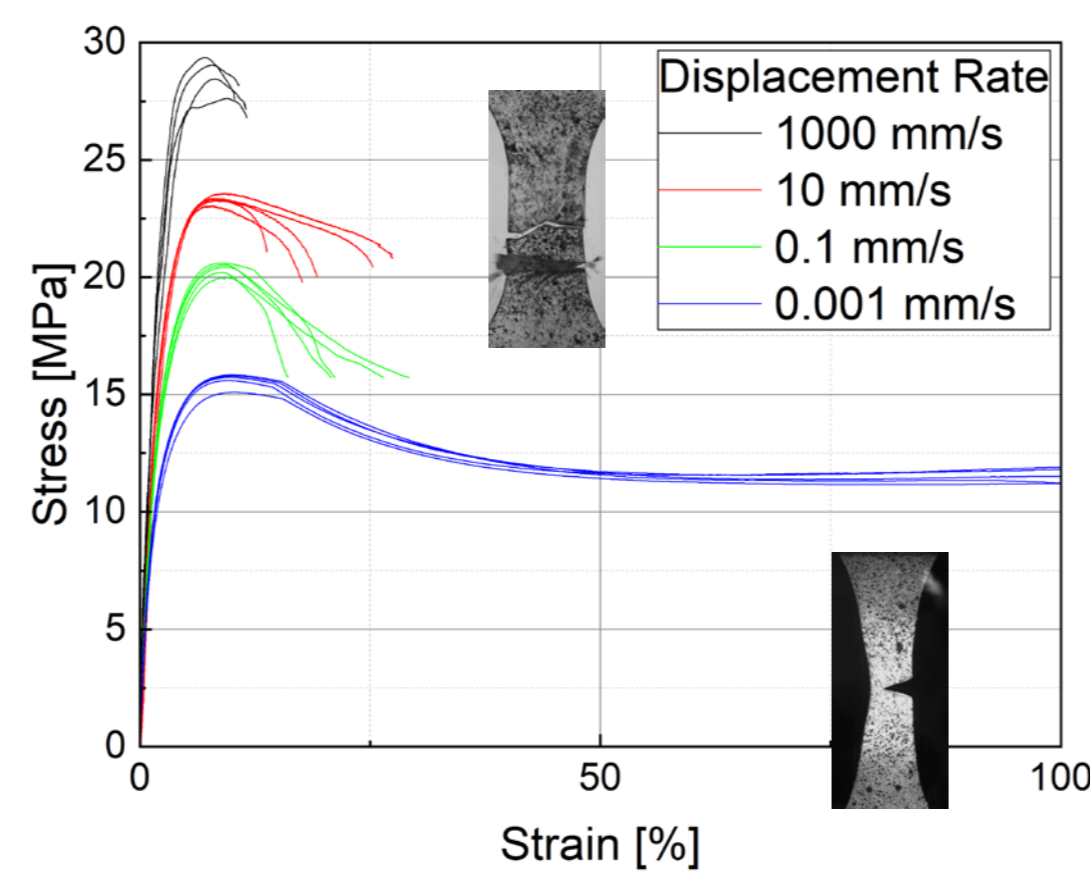 30
25
20
15
10
5
0
0
50
100
Stress [MPa]
Strain [%]
Displacement Rate
1000 mm/s
10 mm/s
0.1 mm/s
0.001 mm/s